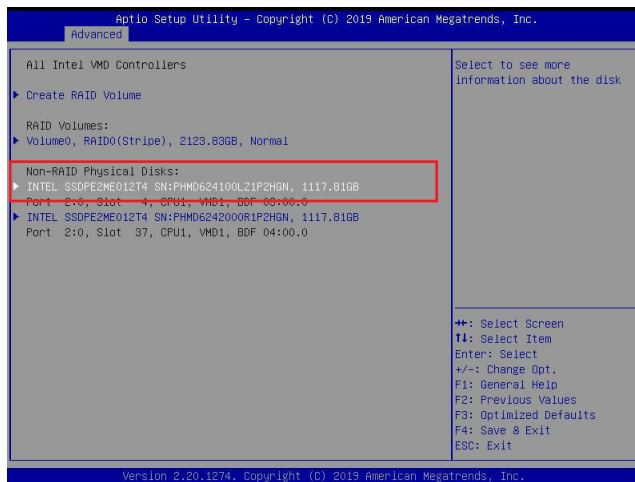 Aptio Setup Utility – Copyright (C) 2019 American Megatrends, Inc.
Advanced
All Intel VMD Controllers
Create RAID Volume
RAID Volumes:
Volume0, RAID0(Stripe), 2123.83GB, Normal
Non-RAID Physical Disks:
INTEL SSDPE2ME012T4 SN:PHMD624100LZ1P2HGN, 1117.81GB
Port 2:0, Slot 4, CPU1, VMD1, BDF 03:00.0
INTEL SSDPE2ME012T4 SN:PHMD6242000R1P2HGN, 1117.81GB
Port 2:0, Slot 37, CPU1, VMD1, BDF 04:00.0
Select to see more
information about the disk
→←: Select Screen
↑↓: Select Item
Enter: Select
+/-: Change Opt.
F1: General Help
F2: Previous Values
F3: Optimized Defaults
F4: Save & Exit
ESC: Exit
Version 2.20.1274. Copyright (C) 2019 American Megatrends, Inc.